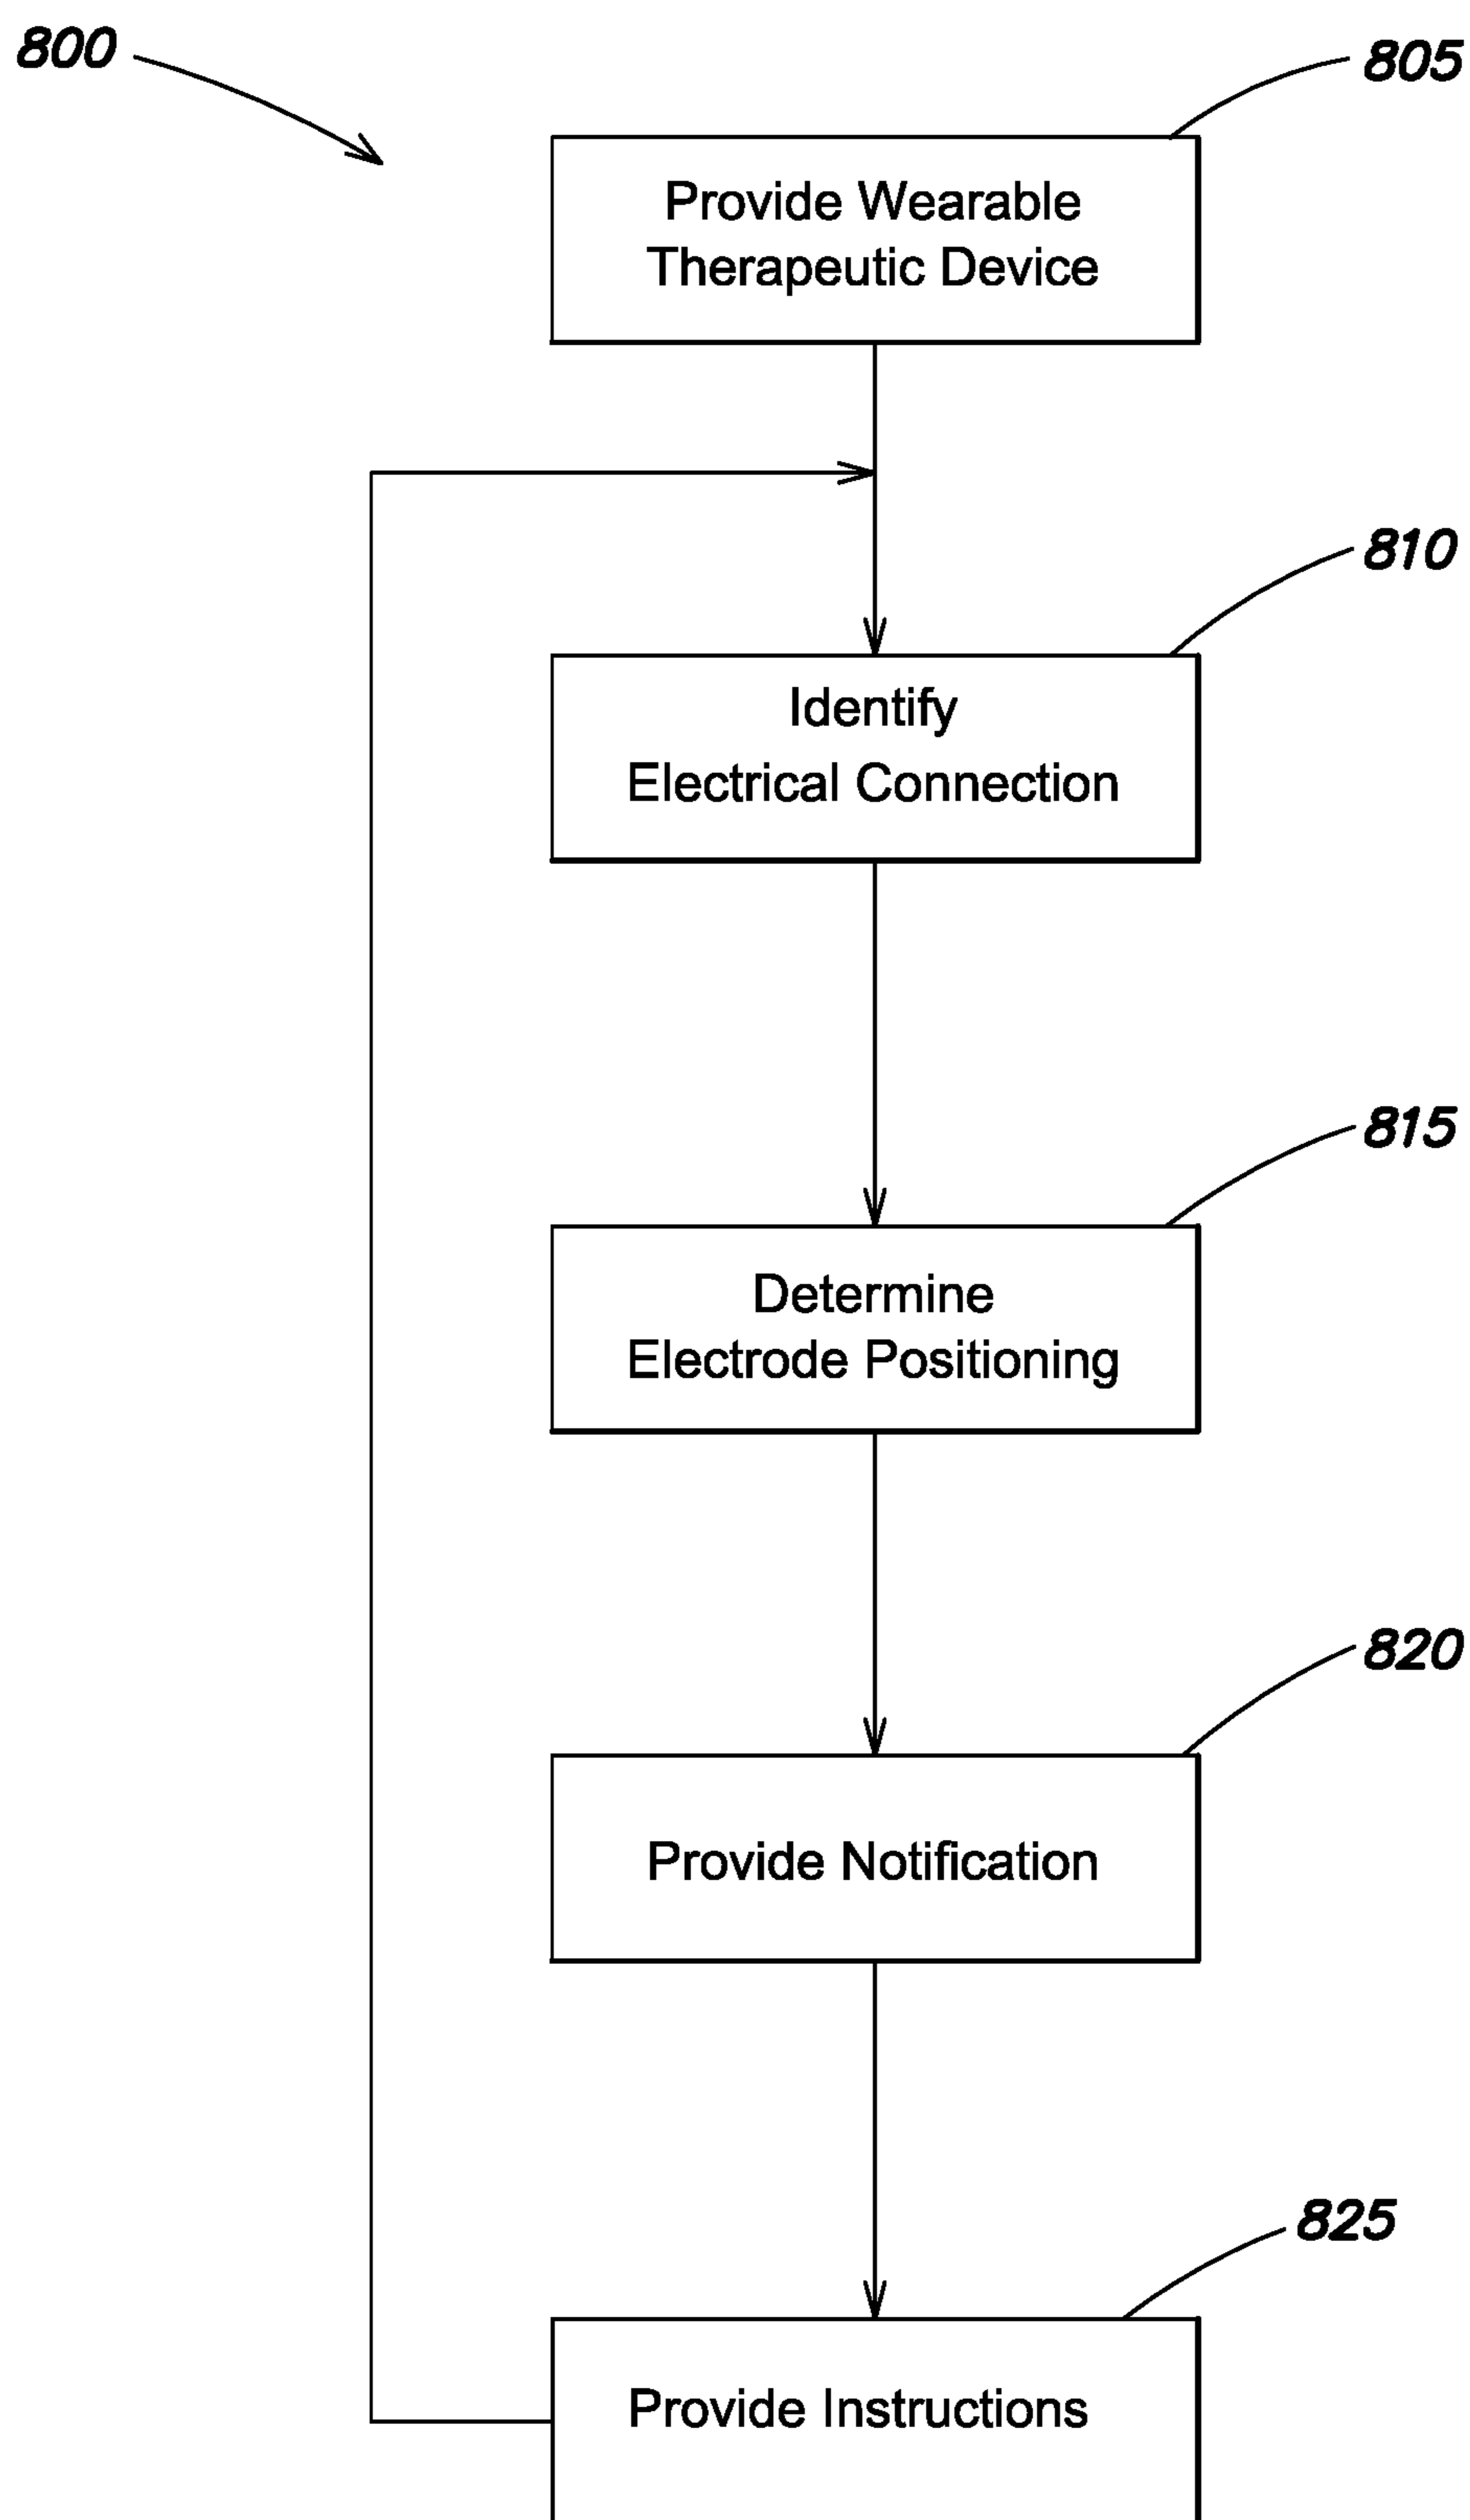 800
805
Provide Wearable
Therapeutic Device
810
Identify
Electrical Connection
815
Determine
Electrode Positioning
820
Provide Notification
825
Provide Instructions